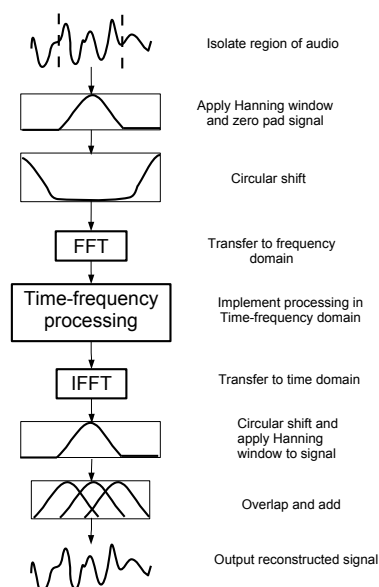 Isolate region of audio
Apply Hanning window
and zero pad signal
Circular shift
FFT
Transfer to frequency
domain
Time-frequency
processing
Implement processing in
Time-frequency domain
IFFT
Transfer to time domain
Circular shift and
apply Hanning
window to signal
Overlap and add
Output reconstructed signal